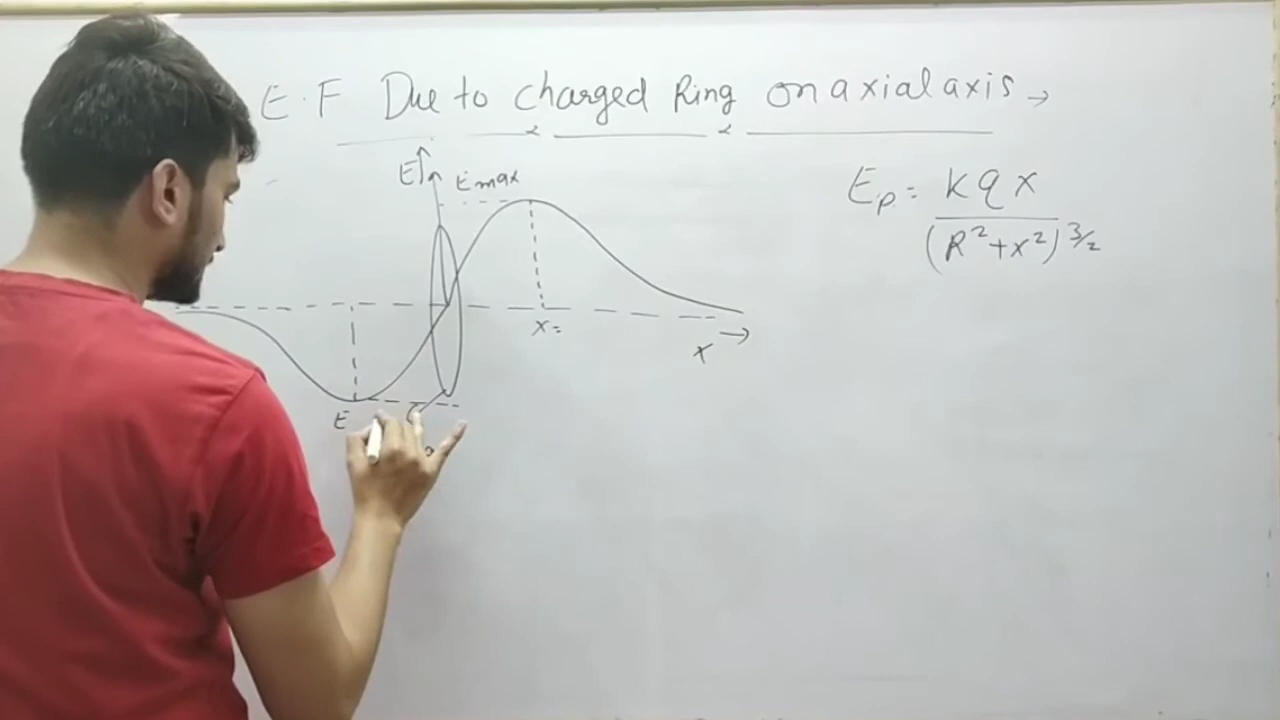 E.F Due to charged Ring on axial axis →
E↑ Emax
Ep = kqx / (R²+x²)^3/2
x=
x →
E